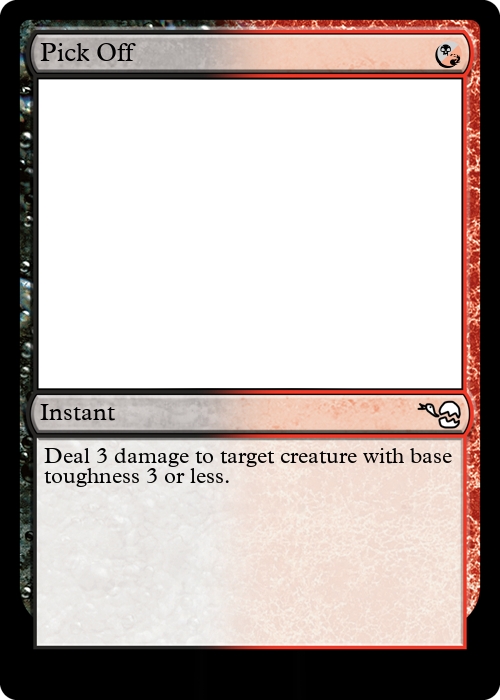 Pick Off
Instant
Deal 3 damage to target creature with base
toughness 3 or less.